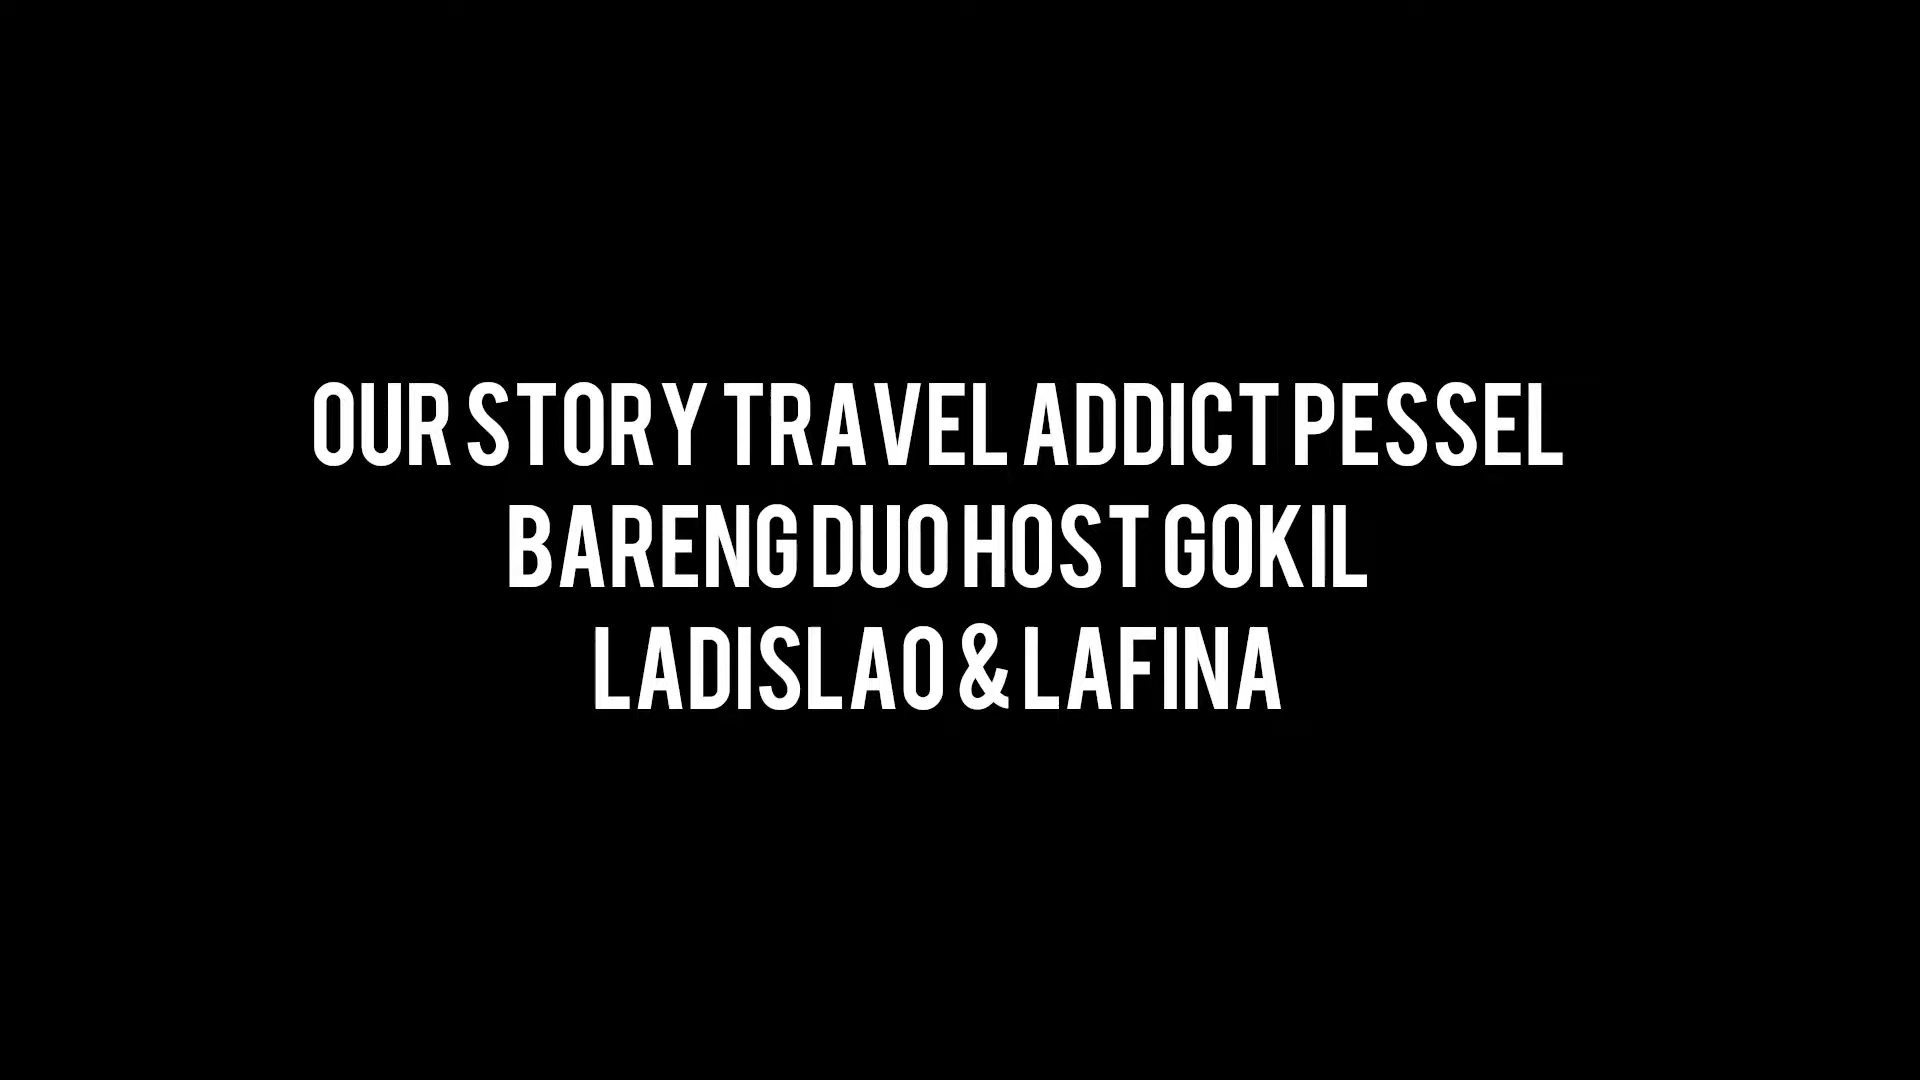 OUR STORY TRAVEL ADDICT PESSEL
BARENG DUO HOST GOKIL
LADISLAO & LAFINA